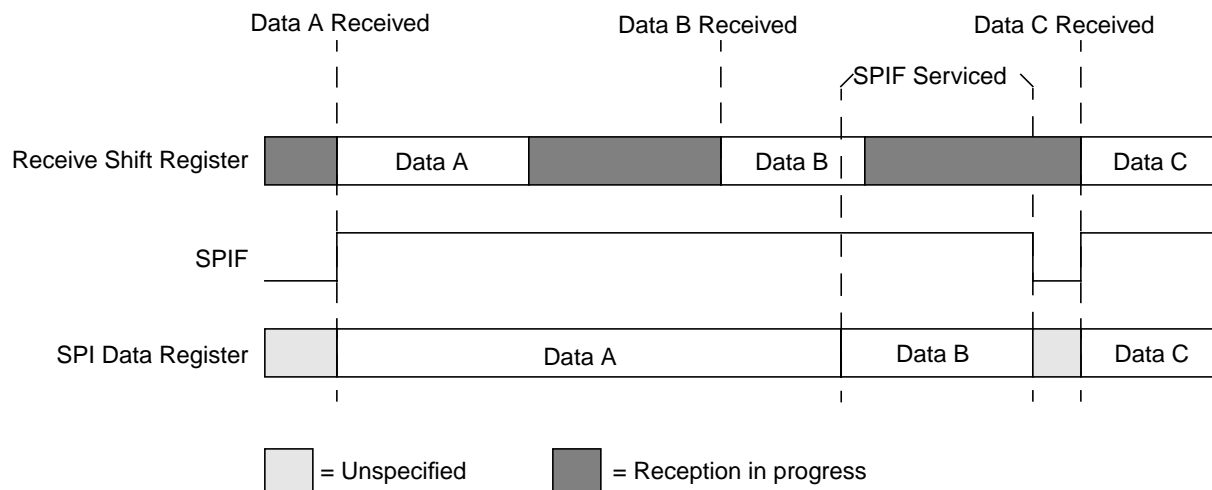 Data A Received
Data B Received
Data C Received
SPIF Serviced
Receive Shift Register
Data A
Data B
Data C
SPIF
SPI Data Register
Data A
Data B
Data C
= Unspecified
= Reception in progress